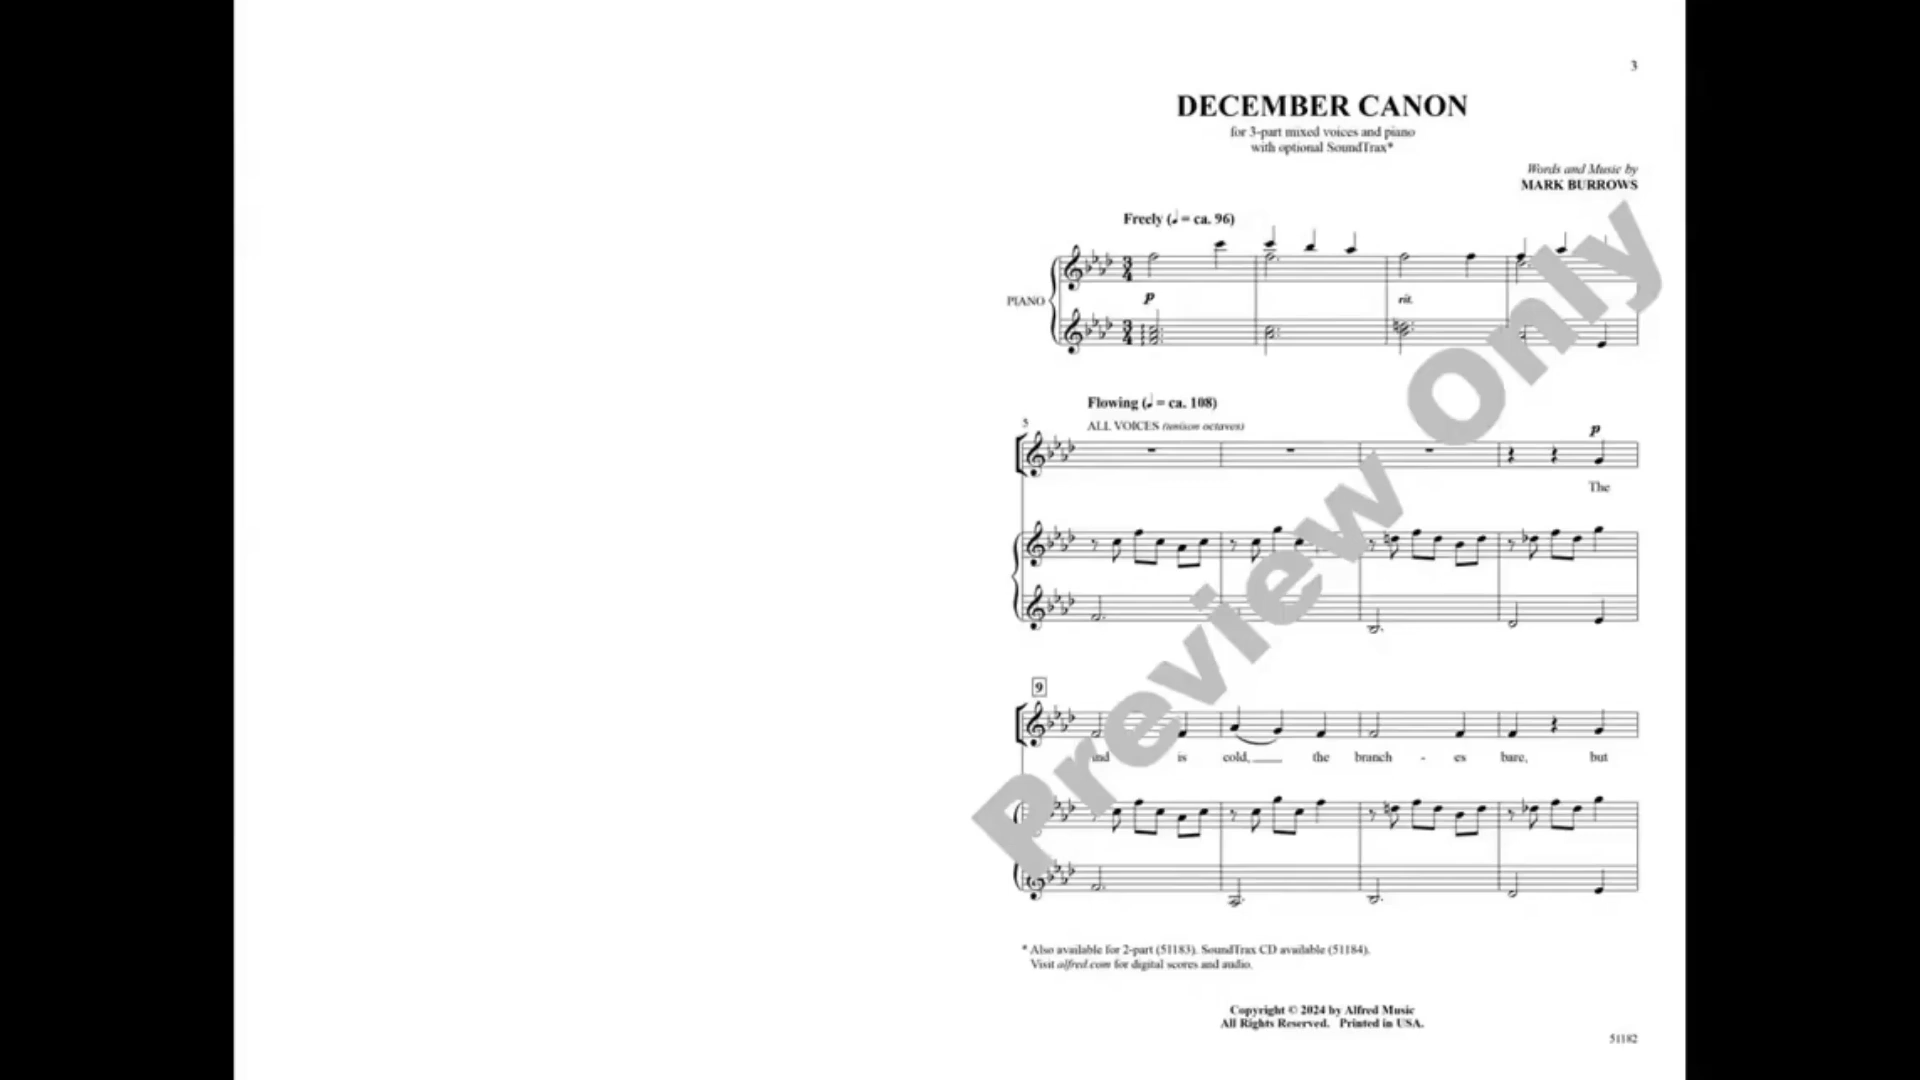 3
DECEMBER CANON
for 3-part mixed voices and piano
with optional SoundTrax*
Words and Music by
MARK BURROWS
Freely (♩ = ca. 96)
PIANO
p
rit.
Flowing (♩ = ca. 108)
5
ALL VOICES (unison octaves)
p
The
9
is cold, the branch - es bare, but
* Also available for 2-part (51183). SoundTrax CD available (51184).
Visit alfred.com for digital scores and audio.
Copyright © 2024 by Alfred Music
All Rights Reserved. Printed in USA.
51182
Preview Only